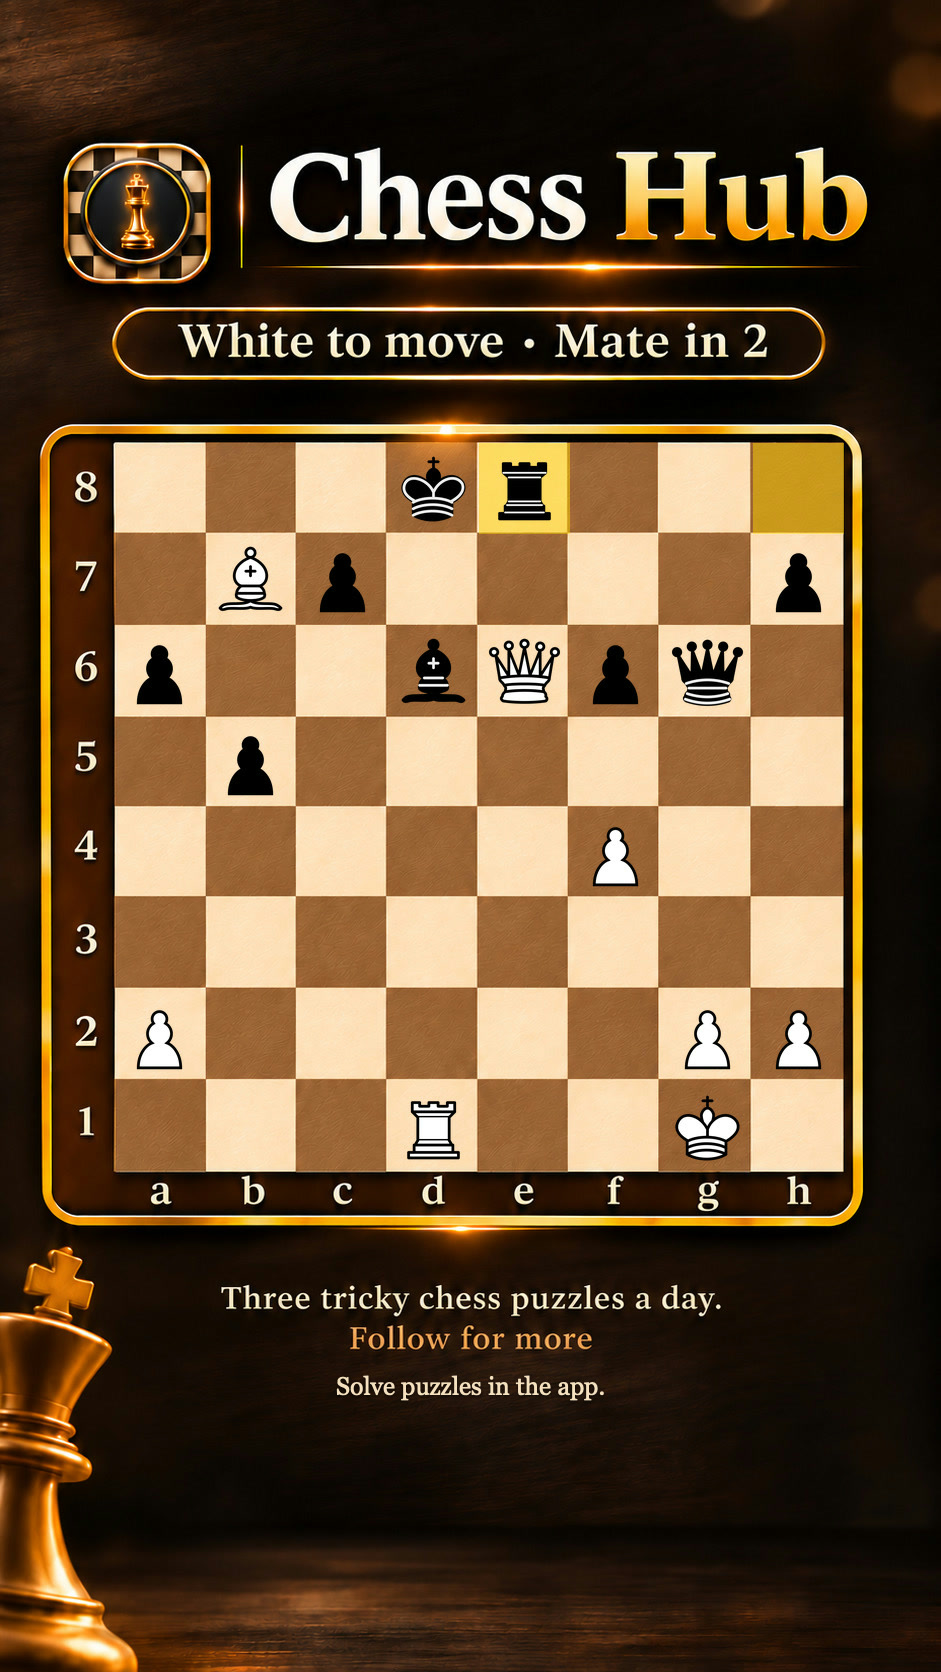 Chess Hub
White to move • Mate in 2
8
7
6
5
4
3
2
1
a b c d e f g h
Three tricky chess puzzles a day.
Follow for more
Solve puzzles in the app.